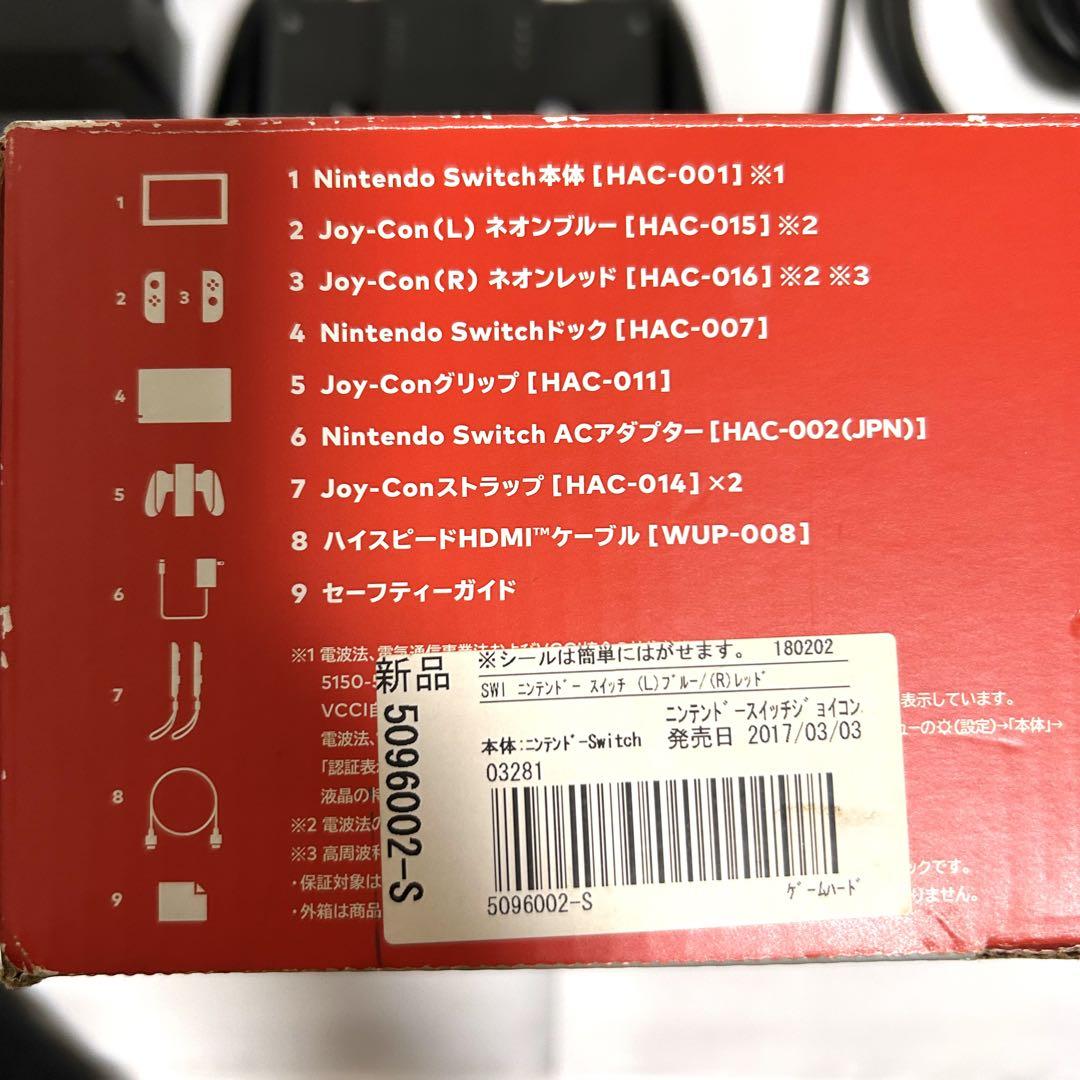 1 Nintendo Switch本体 [HAC-001] ※1
2 Joy-Con(L) ネオンブルー [HAC-015] ※2
3 Joy-Con(R) ネオンレッド [HAC-016] ※2 ※3
4 Nintendo Switchドック [HAC-007]
5 Joy-Conグリップ [HAC-011]
6 Nintendo Switch ACアダプター [HAC-002(JPN)]
7 Joy-Conストラップ [HAC-014] ×2
8 ハイスピードHDMI™ケーブル [WUP-008]
9 セーフティーガイド
1
2 3
4
5
6
7
8
9
※1 電波法、電気通信事業法および
5150-
VCCI
電波法、
「認証表
液晶の
※2 電波法の
※3 高周波
・保証対象は
・外箱は商品
表示しています。
ーの(設定)→「本体」→
ックです。
りません。
新品
5096002-S
※シールは簡単にはがせます。 180202
SWI ニンテンドー スイッチ (L)ブルー/(R)レッド
ニンテンドースイッチジョイコン
本体:ニンテンドーSwitch 発売日 2017/03/03
03281
5096002-S ゲームハード